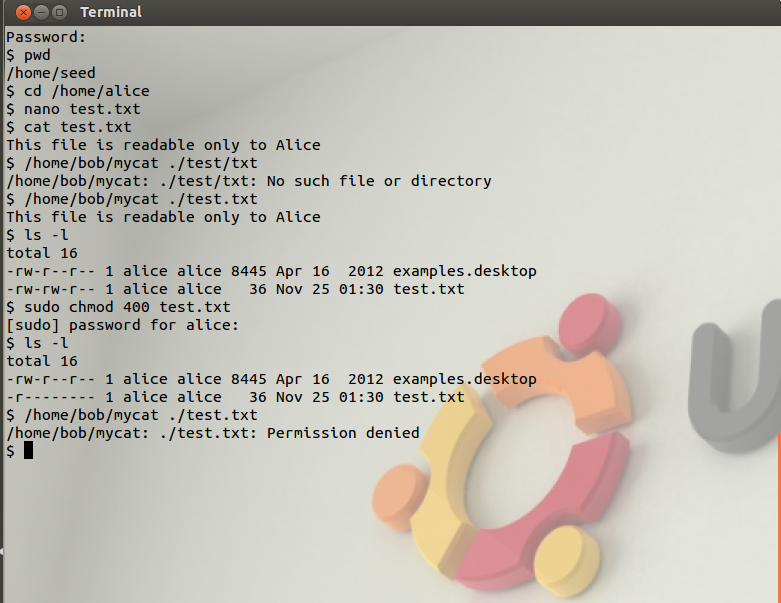 Terminal
Password:
$ pwd
/home/seed
$ cd /home/alice
$ nano test.txt
$ cat test.txt
This file is readable only to Alice
$ /home/bob/mycat ./test/txt
/home/bob/mycat: ./test/txt: No such file or directory
$ /home/bob/mycat ./test.txt
This file is readable only to Alice
$ ls -l
total 16
-rw-r--r-- 1 alice alice 8445 Apr 16  2012 examples.desktop
-rw-rw-r-- 1 alice alice   36 Nov 25 01:30 test.txt
$ sudo chmod 400 test.txt
[sudo] password for alice:
$ ls -l
total 16
-rw-r--r-- 1 alice alice 8445 Apr 16  2012 examples.desktop
-r-------- 1 alice alice   36 Nov 25 01:30 test.txt
$ /home/bob/mycat ./test.txt
/home/bob/mycat: ./test.txt: Permission denied
$